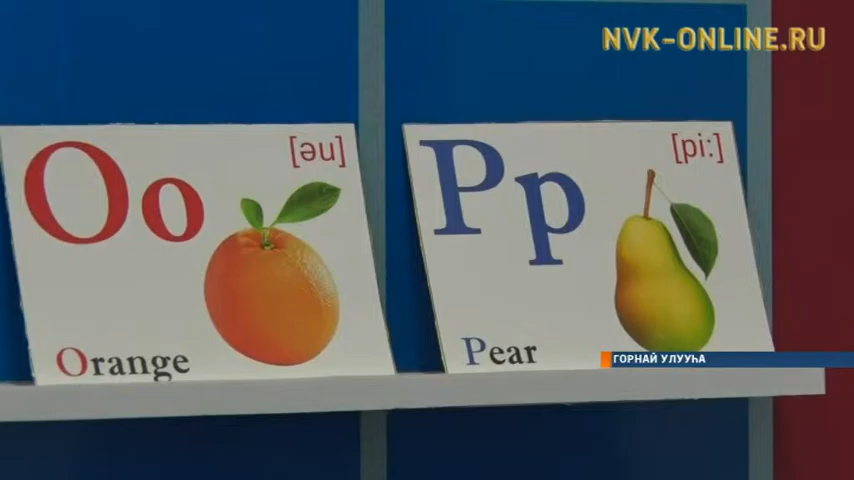 NVK-ONLINE.RU
Oo
[əu]
Orange
Pp
[pi:]
Pear
ГОРНАЙ УЛУУҺА